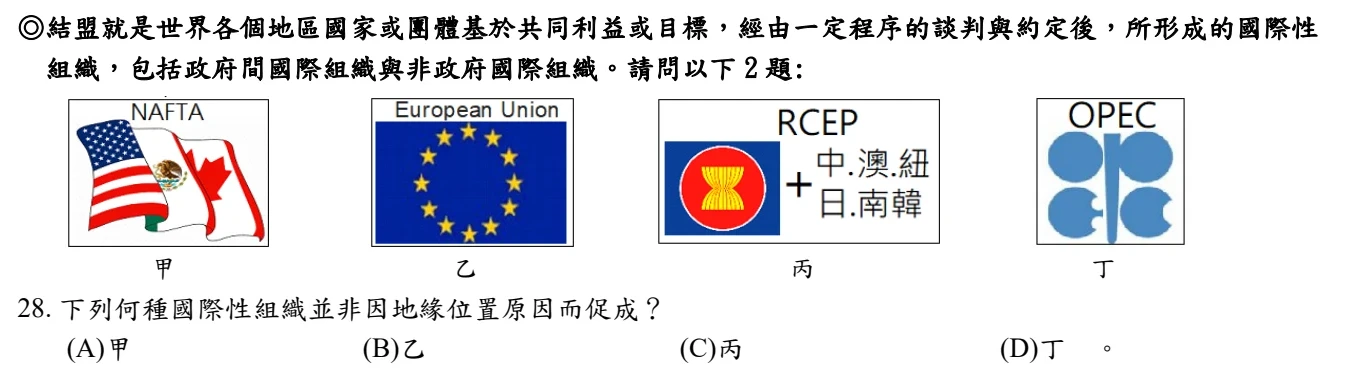 ◎結盟就是世界各個地區國家或團體基於共同利益或目標，經由一定程序的談判與約定後，所形成的國際性
組織，包括政府間國際組織與非政府國際組織。請問以下2題：
NAFTA
European Union
RCEP
+中.澳.紐
日.南韓
OPEC
甲
乙
丙
丁
28. 下列何種國際性組織並非因地緣位置原因而促成？
(A)甲 (B)乙 (C)丙 (D)丁 。